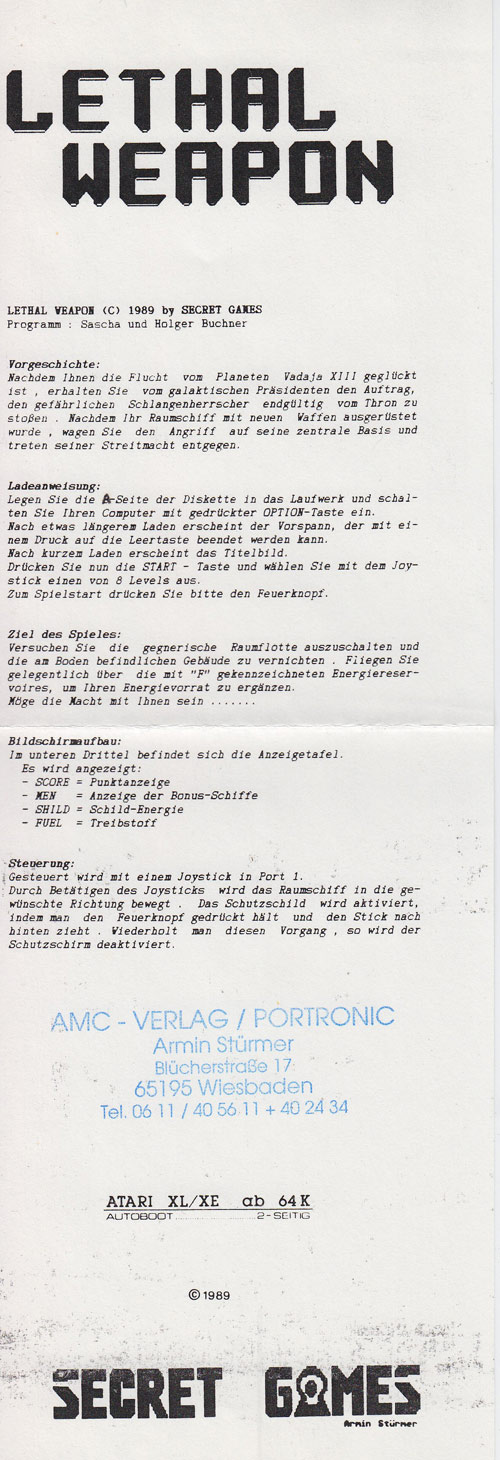 LETHAL
WEAPON
LETHAL WEAPON (C) 1989 by SECRET GAMES
Programm : Sascha und Holger Buchner
Vorgeschichte:
Nachdem Ihnen die Flucht vom Planeten Vadaja XIII geglückt
ist , erhalten Sie vom galaktischen Präsidenten den Auftrag,
den gefährlichen Schlangenherrscher endgültig vom Thron zu
stoßen . Nachdem Ihr Raumschiff mit neuen Waffen ausgerüstet
wurde , wagen Sie den Angriff auf seine zentrale Basis und
treten seiner Streitmacht entgegen.
Ladeanweisung:
Legen Sie die A-Seite der Diskette in das Laufwerk und schal-
ten Sie Ihren Computer mit gedrückter OPTION-Taste ein.
Nach etwas längerem Laden erscheint der Vorspann, der mit ei-
nem Druck auf die Leertaste beendet werden kann.
Nach kurzem Laden erscheint das Titelbild.
Drücken Sie nun die START - Taste und wählen Sie mit dem Joy-
stick einen von 8 Levels aus.
Zum Spielstart drücken Sie bitte den Feuerknopf.
Ziel des Spieles:
Versuchen Sie die gegnerische Raumflotte auszuschalten und
die am Boden befindlichen Gebäude zu vernichten . Fliegen Sie
gelegentlich über die mit "F" gekennzeichneten Energiereser-
voires, um Ihren Energievorrat zu ergänzen.
Möge die Macht mit Ihnen sein .......
Bildschirmaufbau:
Im unteren Drittel befindet sich die Anzeigetafel.
Es wird angezeigt:
- SCORE = Punktanzeige
- MEN = Anzeige der Bonus-Schiffe
- SHILD = Schild-Energie
- FUEL = Treibstoff
Steuerung:
Gesteuert wird mit einem Joystick in Port 1.
Durch Betätigen des Joysticks wird das Raumschiff in die ge-
wünschte Richtung bewegt . Das Schutzschild wird aktiviert,
indem man den Feuerknopf gedrückt hält und den Stick nach
hinten zieht . Wiederholt man diesen Vorgang , so wird der
Schutzschirm deaktiviert.
AMC - VERLAG / PORTRONIC
Armin Stürmer
Blücherstraße 17
65195 Wiesbaden
Tel. 06 11 / 40 56 11 + 40 24 34
ATARI XL/XE ab 64K
AUTOBOOT......................2-SEITIG
©1989
SECRET GAMES
Armin Stürmer